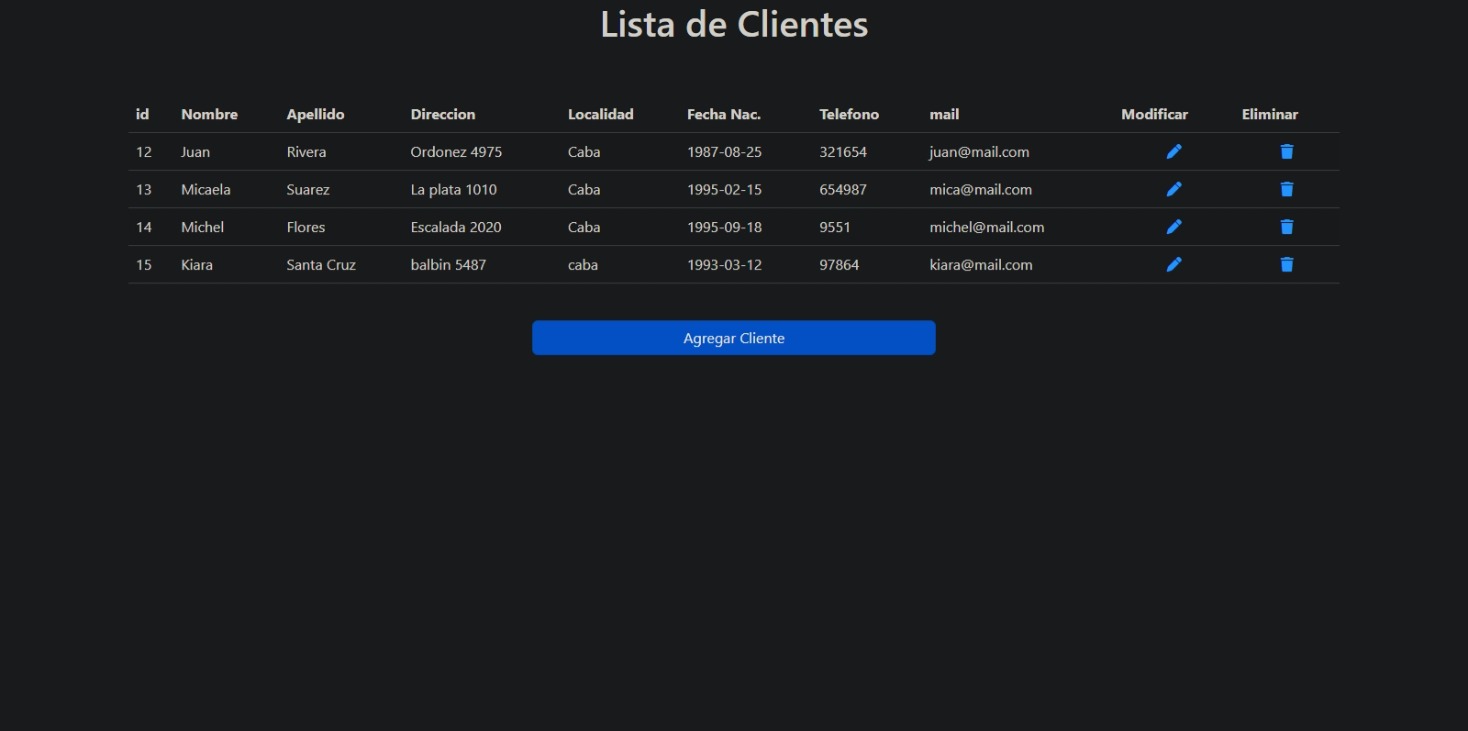 Lista de Clientes
id Nombre Apellido Direccion Localidad Fecha Nac. Telefono mail Modificar Eliminar
12 Juan Rivera Ordonez 4975 Caba 1987-08-25 321654 juan@mail.com
13 Micaela Suarez La plata 1010 Caba 1995-02-15 654987 mica@mail.com
14 Michel Flores Escalada 2020 Caba 1995-09-18 9551 michel@mail.com
15 Kiara Santa Cruz balbin 5487 caba 1993-03-12 97864 kiara@mail.com
Agregar Cliente